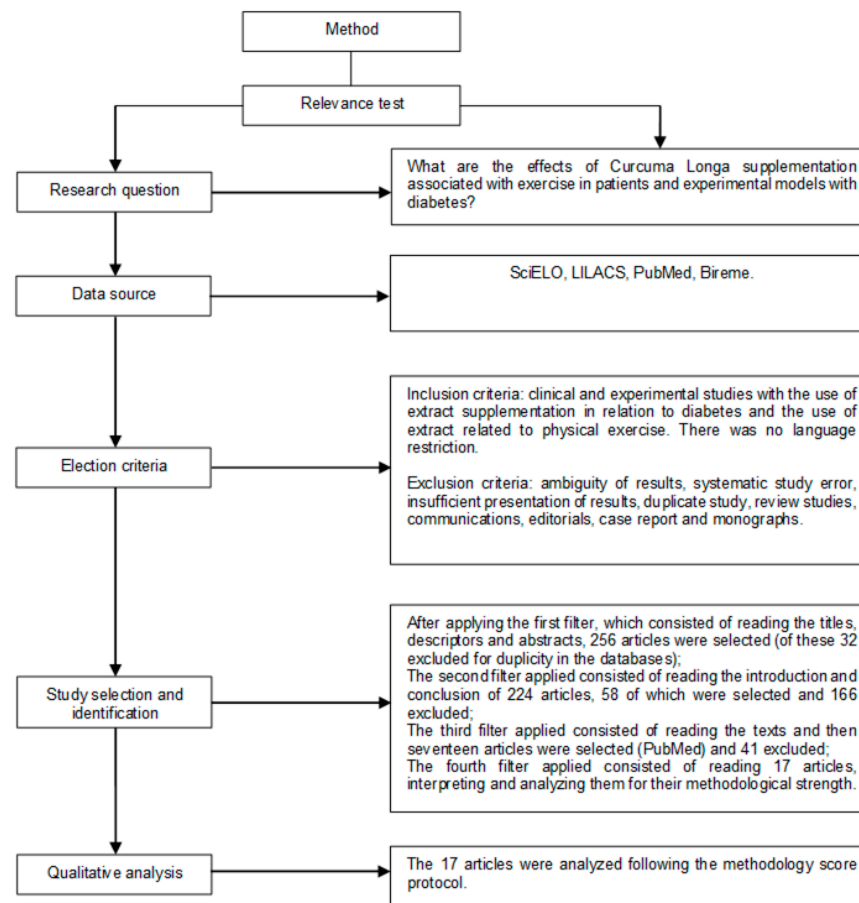 Method
Relevance test
Research question
What are the effects of Curcuma Longa supplementation
associated with exercise in patients and experimental models with
diabetes?
Data source
SciELO, LILACS, PubMed, Bireme.
Election criteria
Inclusion criteria: clinical and experimental studies with the use of
extract supplementation in relation to diabetes and the use of
extract related to physical exercise. There was no language
restriction.
Exclusion criteria: ambiguity of results, systematic study error,
insufficient presentation of results, duplicate study, review studies,
communications, editorials, case report and monographs.
Study selection and
identification
After applying the first filter, which consisted of reading the titles,
descriptors and abstracts, 256 articles were selected (of these 32
excluded for duplicity in the databases);
The second filter applied consisted of reading the introduction and
conclusion of 224 articles, 58 of which were selected and 166
excluded;
The third filter applied consisted of reading the texts and then
seventeen articles were selected (PubMed) and 41 excluded;
The fourth filter applied consisted of reading 17 articles,
interpreting and analyzing them for their methodological strength.
Qualitative analysis
The 17 articles were analyzed following the methodology score
protocol.